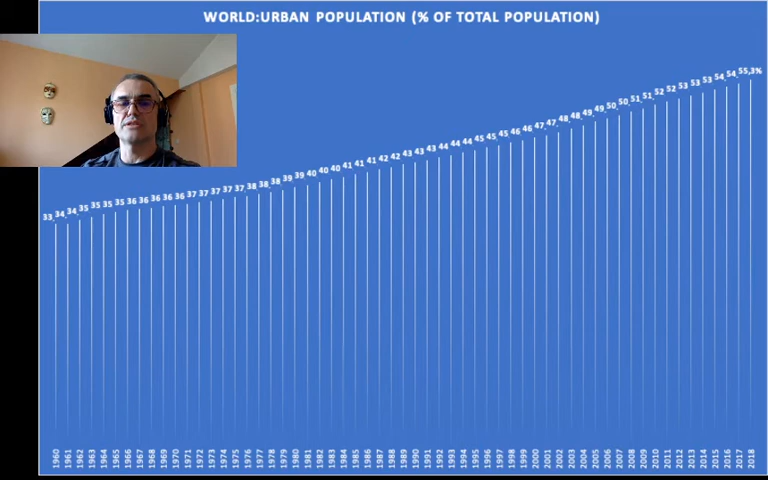 WORLD:URBAN POPULATION (% OF TOTAL POPULATION)
33 34 34 35 35 35 35 36 36 36 36 36 37 37 37 37 37 38 38 38 39 39 40 40 40 41 41 41 42 42 43 43 43 44 44 44 45 45 45 46 46 47 47 48 48 49 49 50 50 51 51 52 52 53 53 53 54 54 55,3%
1960 1961 1962 1963 1964 1965 1966 1967 1968 1969 1970 1971 1972 1973 1974 1975 1976 1977 1978 1979 1980 1981 1982 1983 1984 1985 1986 1987 1988 1989 1990 1991 1992 1993 1994 1995 1996 1997 1998 1999 2000 2001 2002 2003 2004 2005 2006 2007 2008 2009 2010 2011 2012 2013 2014 2015 2016 2017 2018